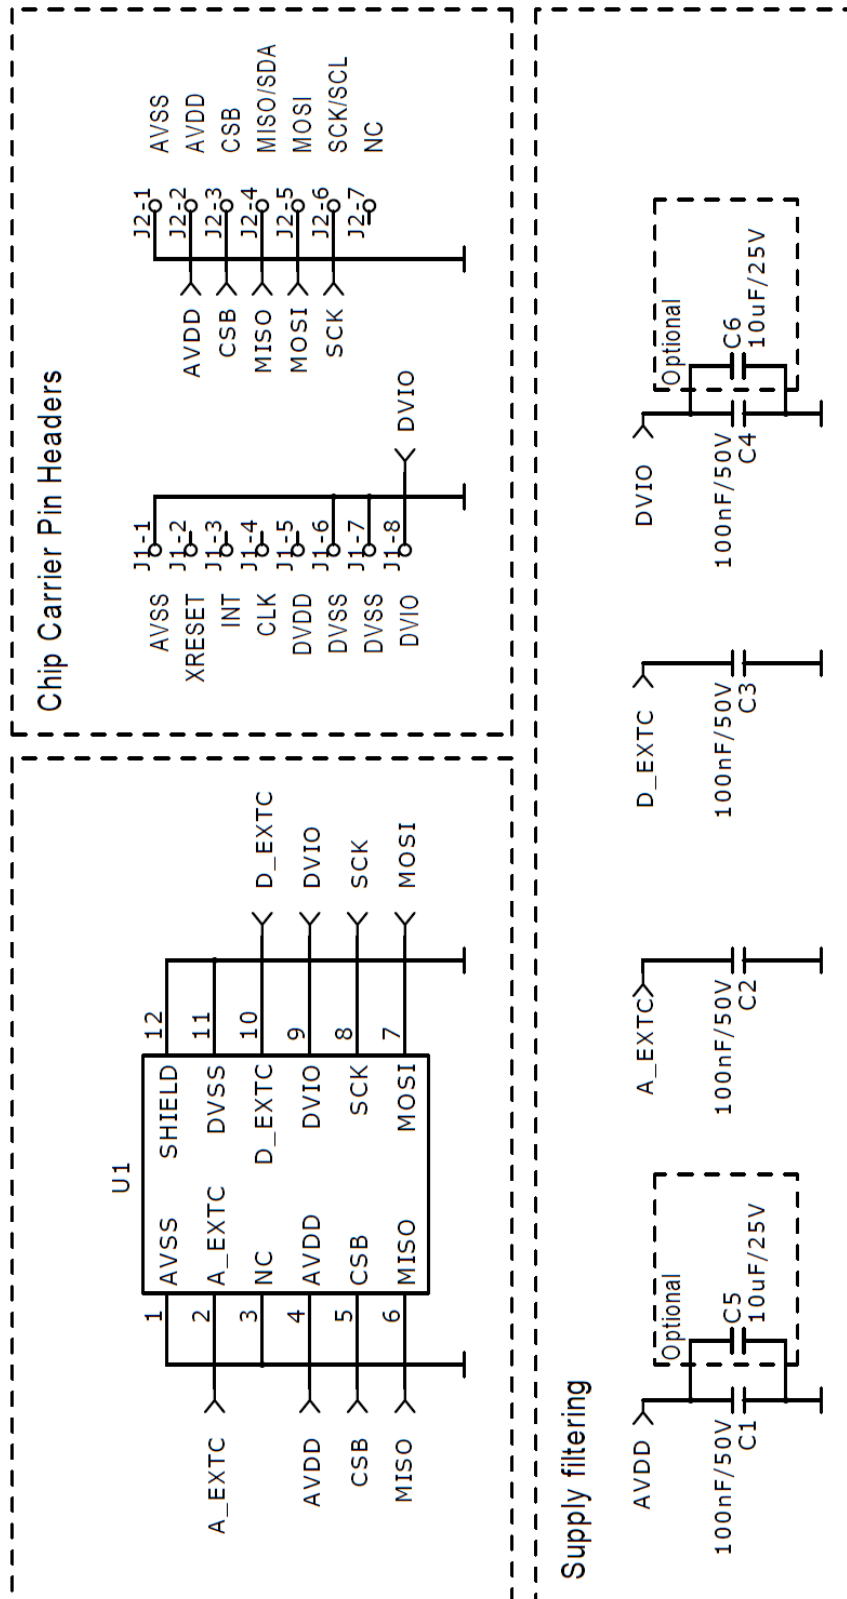 U1
1
2
3
4
5
6
AVSS
A_EXTC
NC
AVDD
CSB
MISO
SHIELD
DVSS
D_EXTC
DVIO
SCK
MOSI
12
11
10
9
8
7
A_EXTC
AVDD
CSB
MISO
D_EXTC
DVIO
SCK
MOSI
Chip Carrier Pin Headers
AVSS J1-1
XRESET J1-2
INT J1-3
CLK J1-4
DVDD J1-5
DVSS J1-6
DVSS J1-7
DVIO J1-8
DVIO
J2-1 AVSS
AVDD J2-2 AVDD
CSB J2-3 CSB
MISO J2-4 MISO/SDA
MOSI J2-5 MOSI
SCK J2-6 SCK/SCL
J2-7 NC
Supply filtering
AVDD
100nF/50V
C1
Optional
C5
10uF/25V
A_EXTC
100nF/50V
C2
D_EXTC
100nF/50V
C3
DVIO
100nF/50V
C4
Optional
C6
10uF/25V